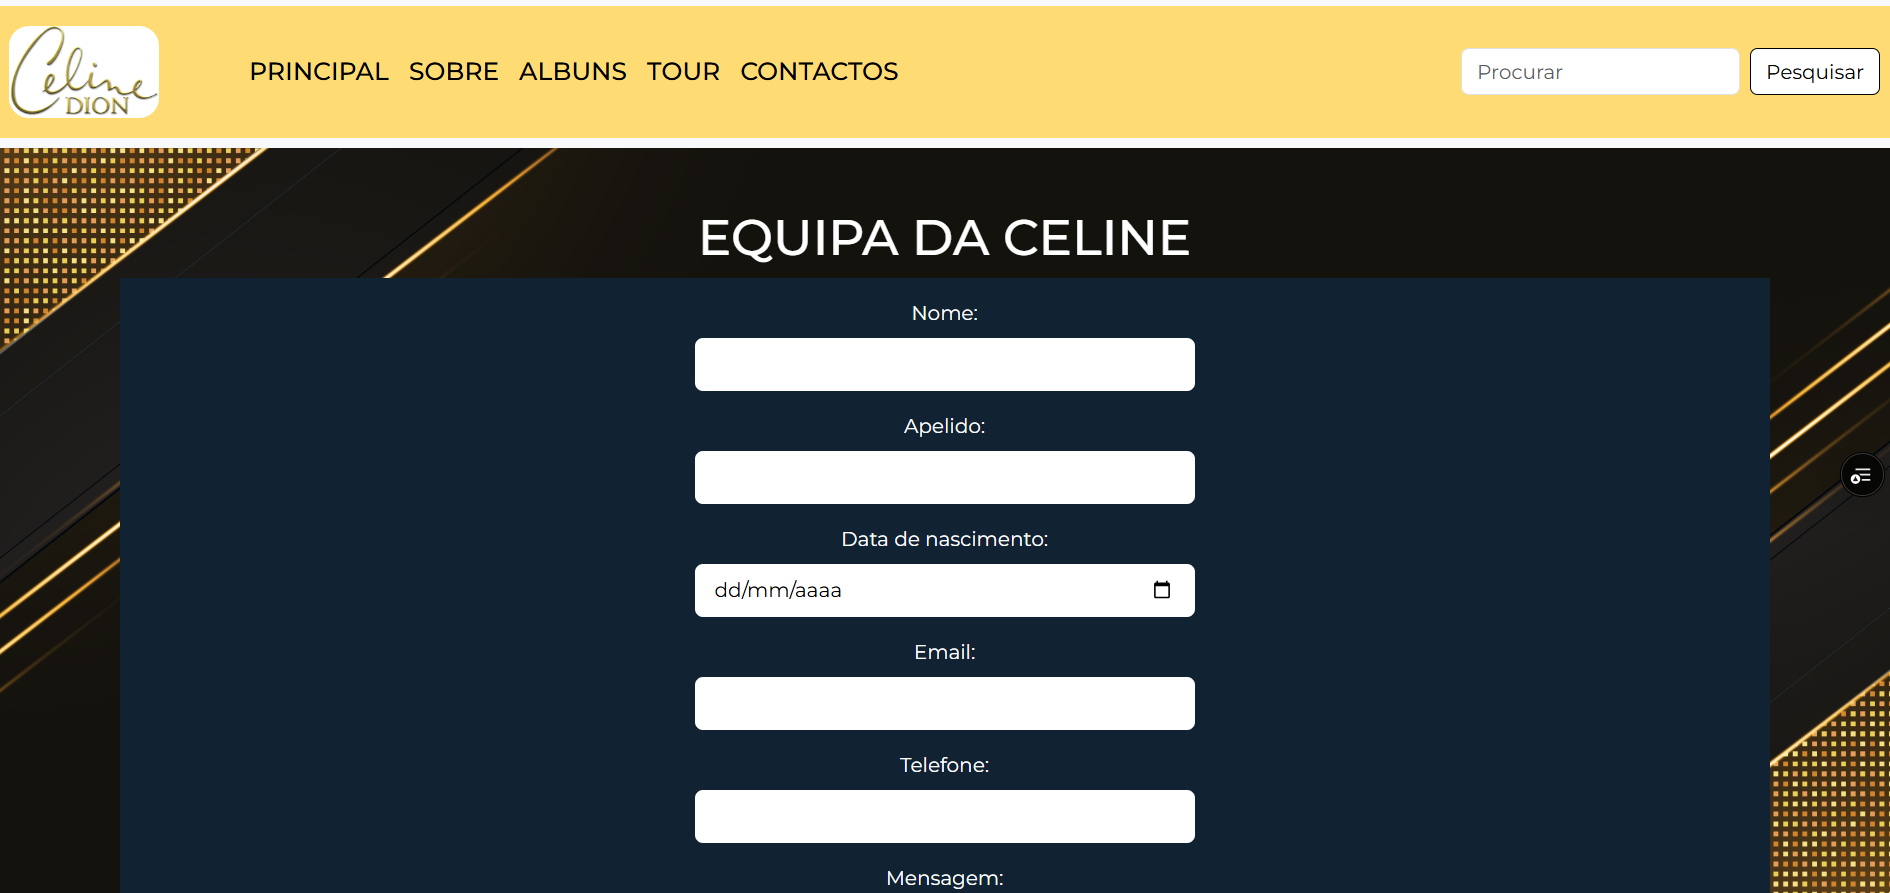 Celine
DION
PRINCIPAL SOBRE ALBUNS TOUR CONTACTOS
Procurar
Pesquisar
EQUIPA DA CELINE
Nome:
Apelido:
Data de nascimento:
dd/mm/aaaa
Email:
Telefone:
Mensagem: